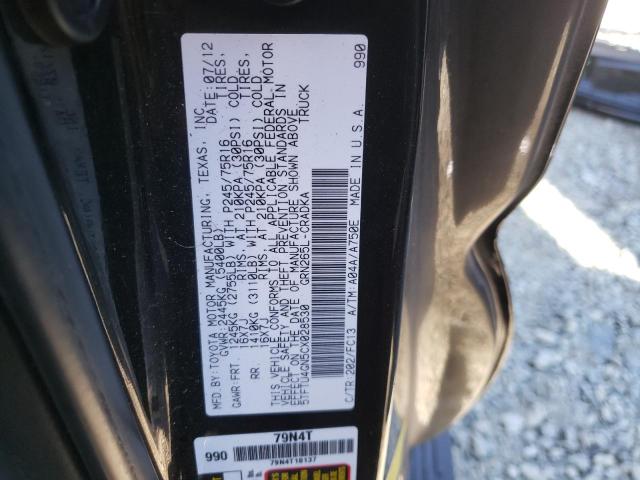 MFD BY: TOYOTA MOTOR MANUFACTURING, TEXAS, INC.
GVWR 2445KG (5400LB) DATE: 07/12
GAWR FRT 1245KG (2755LB) WITH P245/75R16 TIRES,
16X7J RIMS, AT 210KPA (30PSI) COLD
RR 1410KG (3110LB) WITH P245/75R16 TIRES,
16X7J RIMS, AT 210KPA (30PSI) COLD
THIS VEHICLE CONFORMS TO ALL APPLICABLE FEDERAL MOTOR
VEHICLE SAFETY AND THEFT PREVENTION STANDARDS IN
EFFECT ON THE DATE OF MANUFACTURE SHOWN ABOVE.
5TFTU4GN5CX028530 TRUCK
GRN265L-CRADKA
C/TR:202/FC13 A/TM:A04A/A750E MADE IN U.S.A. 990
79N4T
990 79N4T18137